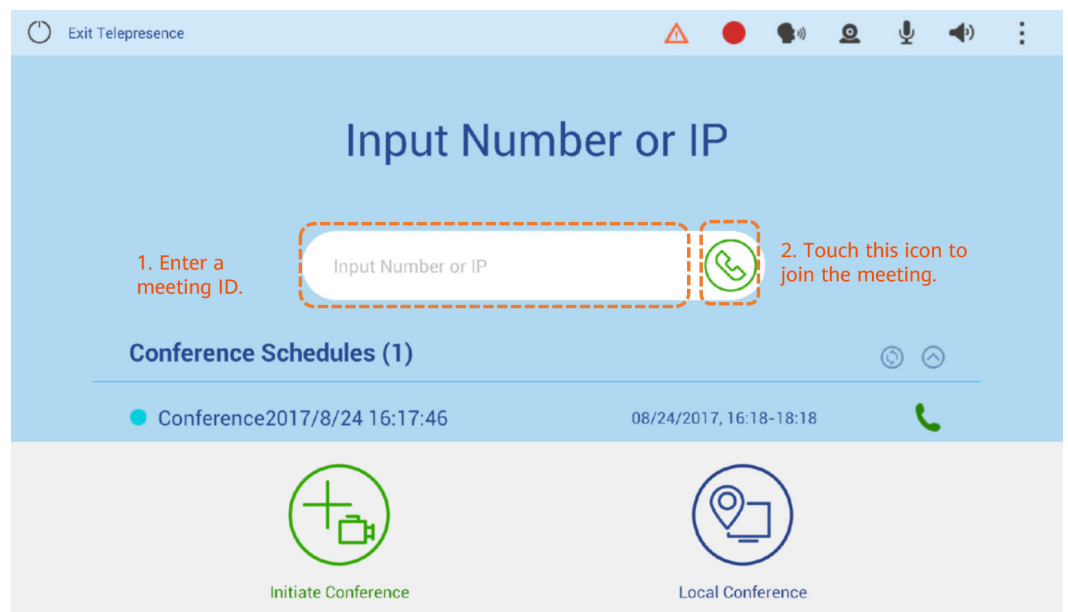 Exit Telepresence
Input Number or IP
1. Enter a
meeting ID.
Input Number or IP
2. Touch this icon to
join the meeting.
Conference Schedules (1)
Conference2017/8/24 16:17:46 08/24/2017, 16:18-18:18
Initiate Conference
Local Conference